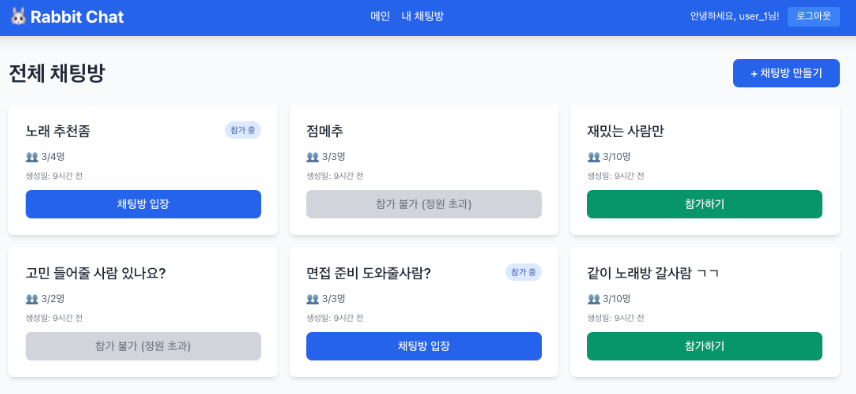 Rabbit Chat
메인 내 채팅방
안녕하세요, user_1님! 로그아웃
전체 채팅방
+ 채팅방 만들기
노래 추천좀
참가 중
3/4명
생성일: 9시간 전
채팅방 입장
점메추
3/3명
생성일: 9시간 전
참가 불가 (정원 초과)
재밌는 사람만
3/10명
생성일: 9시간 전
참가하기
고민 들어줄 사람 있나요?
3/2명
생성일: 9시간 전
참가 불가 (정원 초과)
면접 준비 도와줄사람?
참가 중
3/3명
생성일: 9시간 전
채팅방 입장
같이 노래방 갈사람 ㄱㄱ
3/10명
생성일: 9시간 전
참가하기